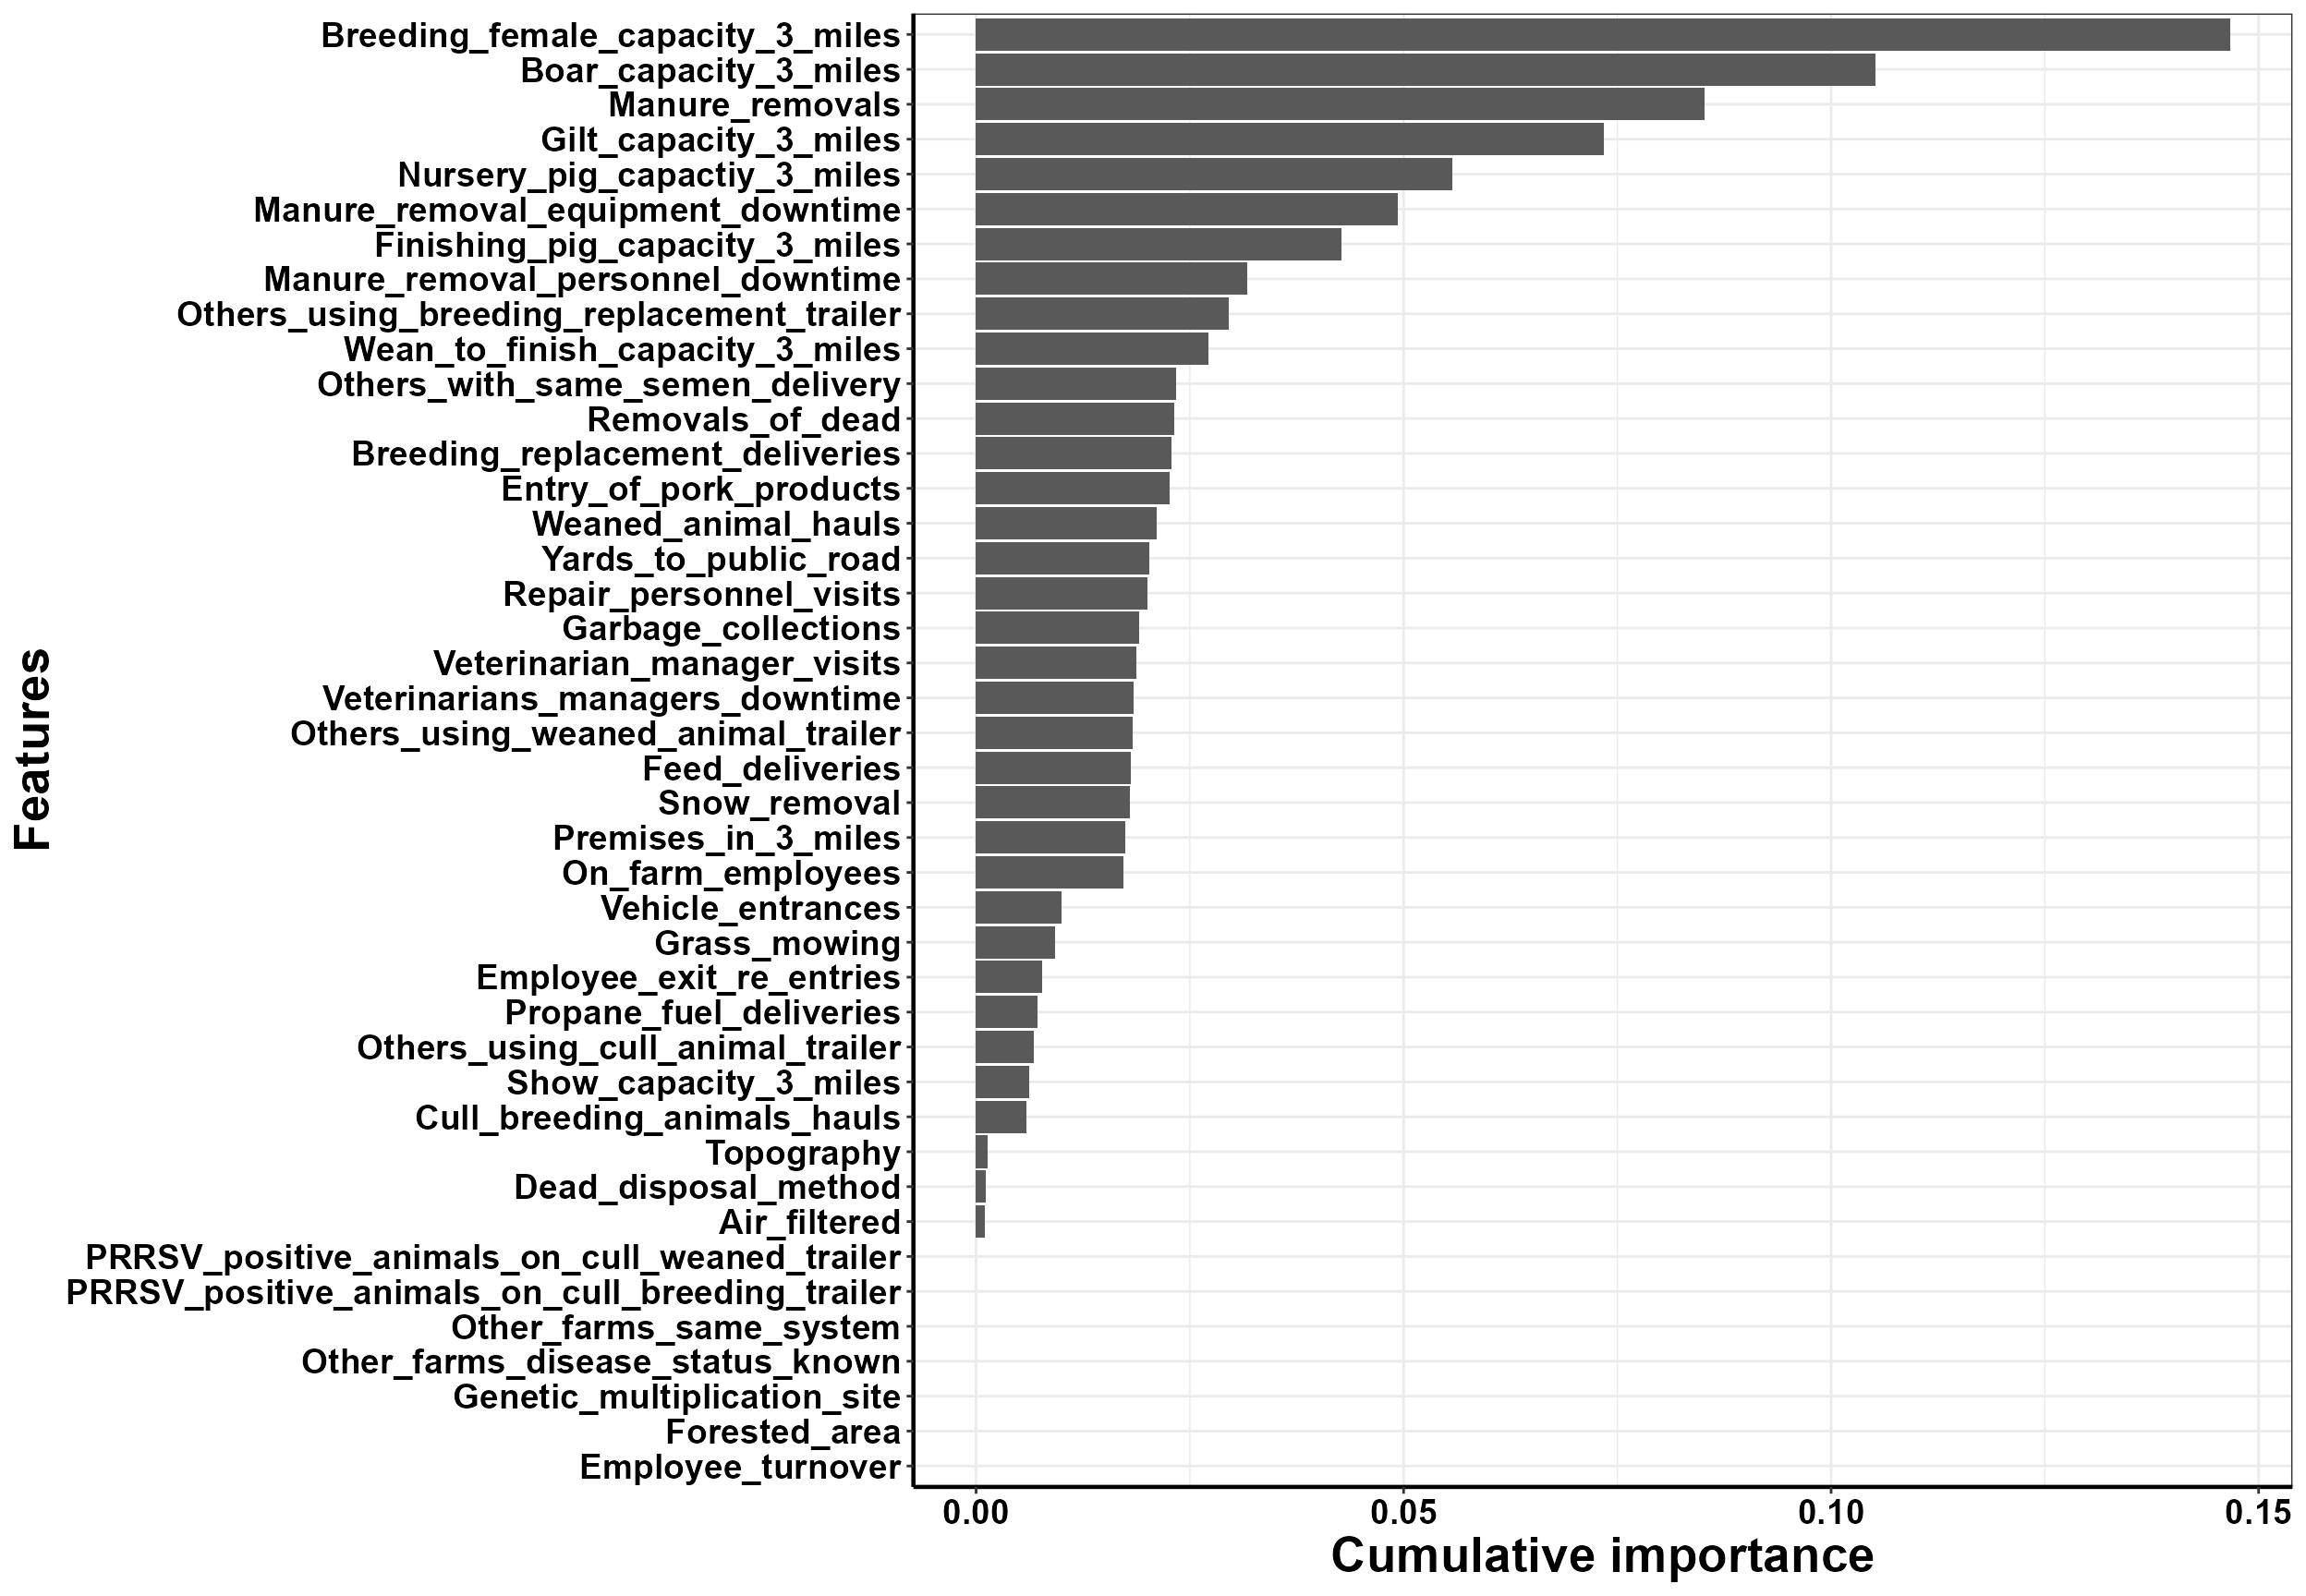 Breeding_female_capacity_3_miles
Boar_capacity_3_miles
Manure_removals
Gilt_capacity_3_miles
Nursery_pig_capactiy_3_miles
Manure_removal_equipment_downtime
Finishing_pig_capacity_3_miles
Manure_removal_personnel_downtime
Others_using_breeding_replacement_trailer
Wean_to_finish_capacity_3_miles
Others_with_same_semen_delivery
Removals_of_dead
Breeding_replacement_deliveries
Entry_of_pork_products
Weaned_animal_hauls
Yards_to_public_road
Repair_personnel_visits
Garbage_collections
Veterinarian_manager_visits
Veterinarians_managers_downtime
Others_using_weaned_animal_trailer
Feed_deliveries
Snow_removal
Premises_in_3_miles
On_farm_employees
Vehicle_entrances
Grass_mowing
Employee_exit_re_entries
Propane_fuel_deliveries
Others_using_cull_animal_trailer
Show_capacity_3_miles
Cull_breeding_animals_hauls
Topography
Dead_disposal_method
Air_filtered
PRRSV_positive_animals_on_cull_weaned_trailer
PRRSV_positive_animals_on_cull_breeding_trailer
Other_farms_same_system
Other_farms_disease_status_known
Genetic_multiplication_site
Forested_area
Employee_turnover
Features
0.00 0.05 0.10 0.15
Cumulative importance